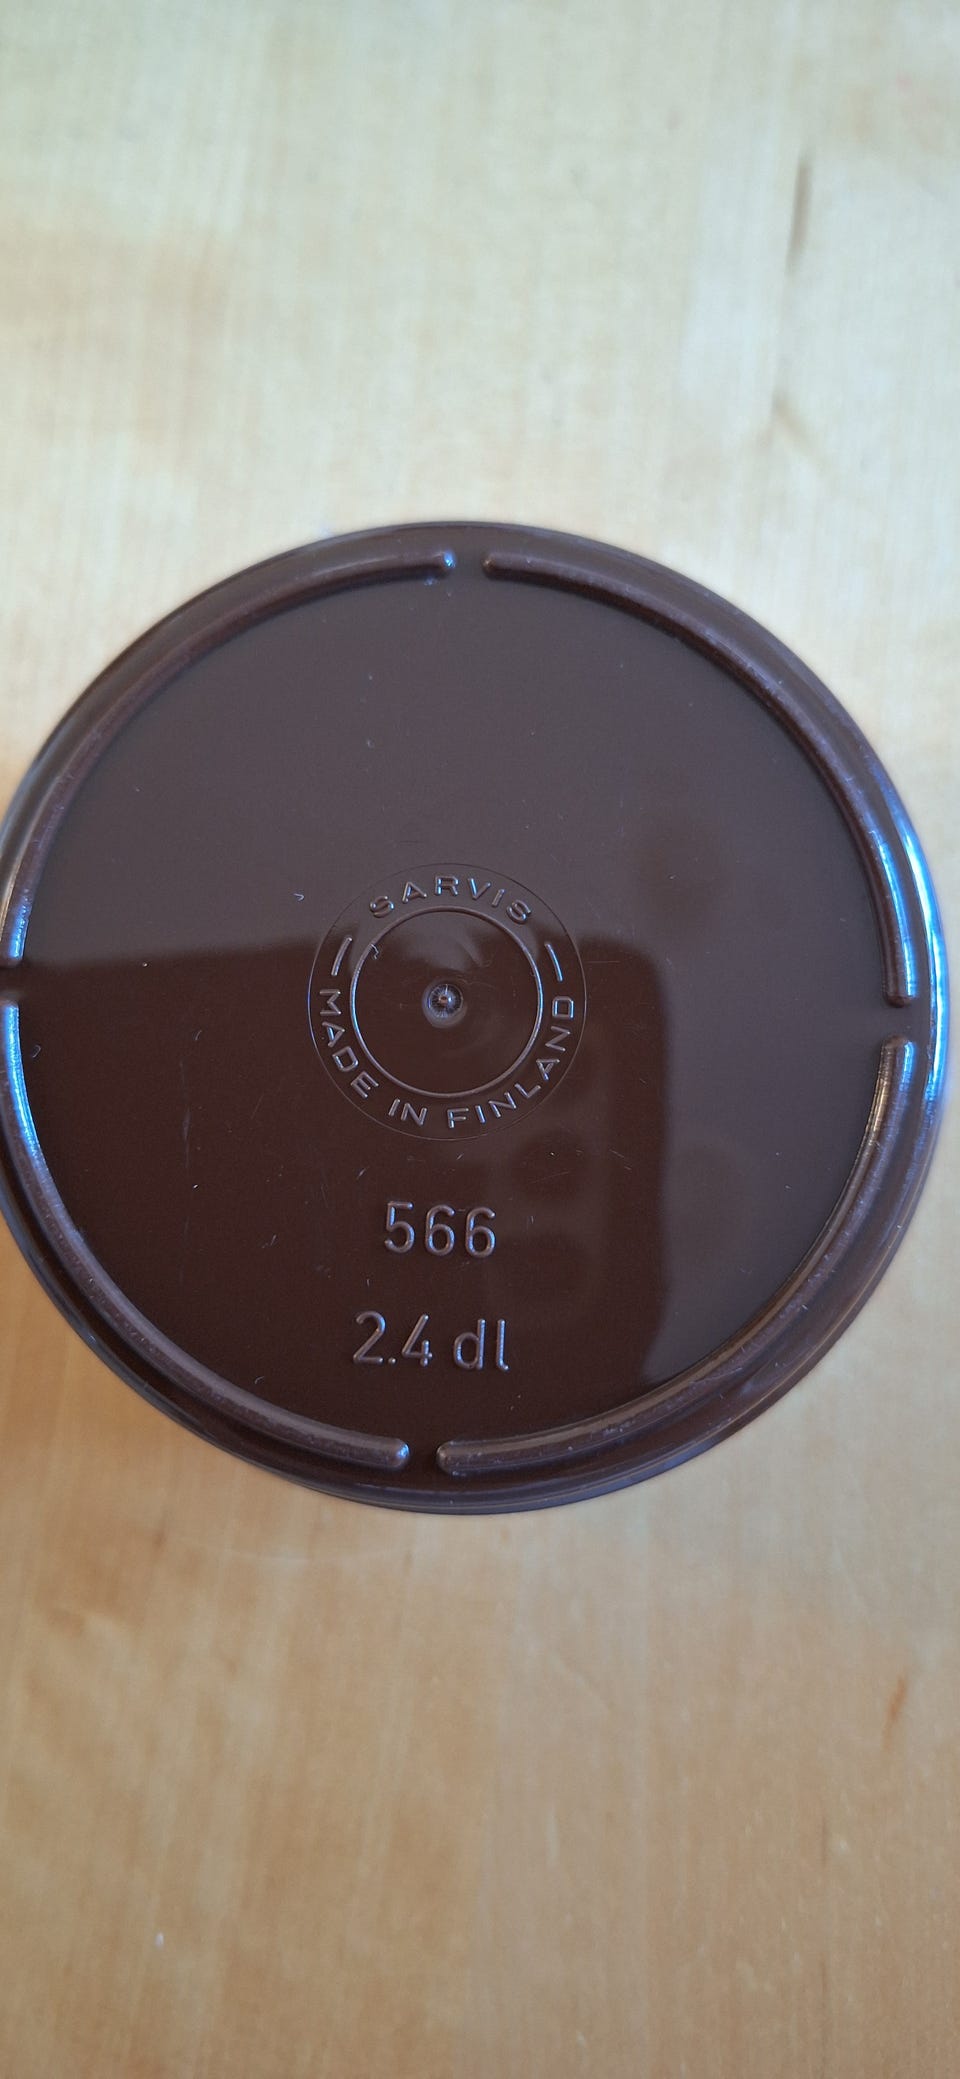 SARVIS
MADE IN FINLAND
566
2.4 dl